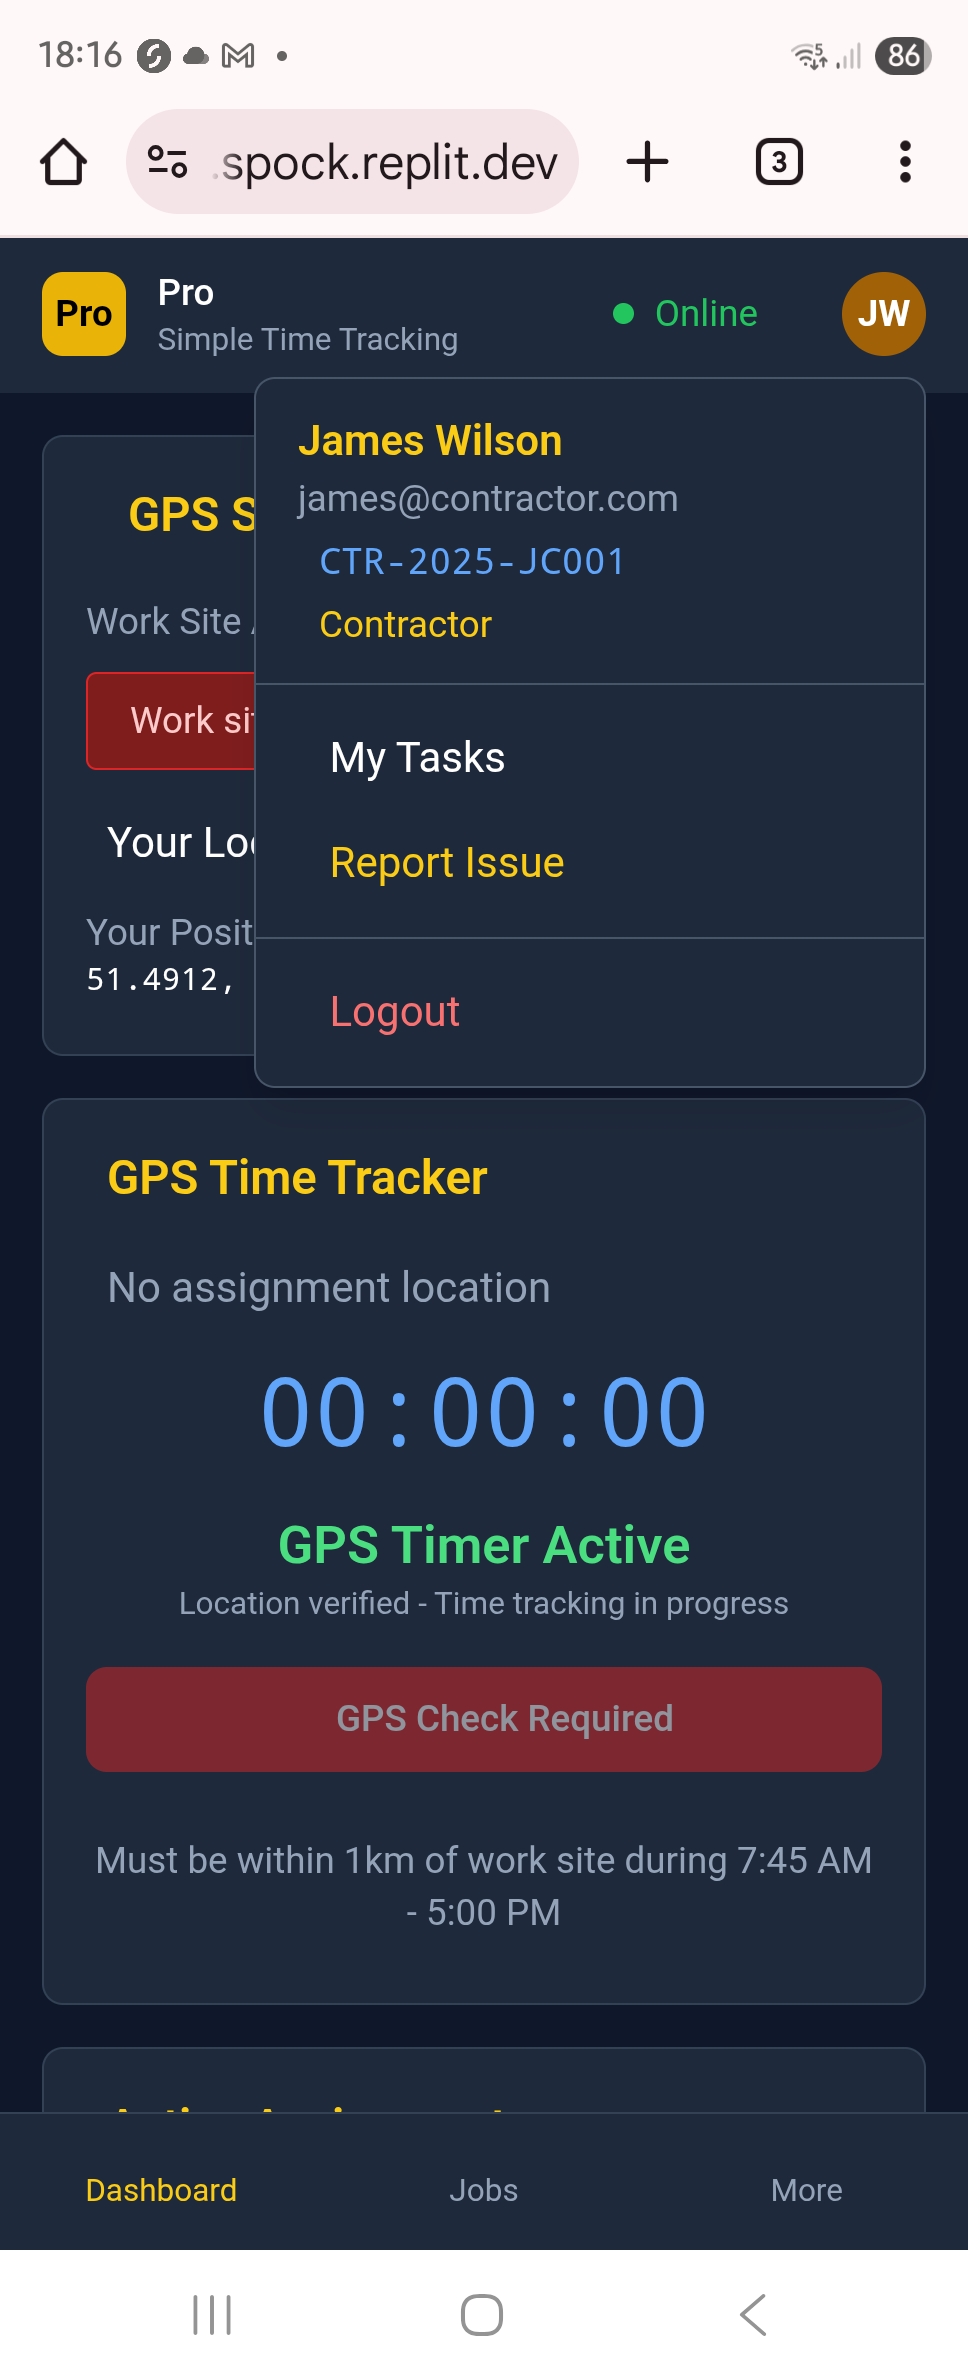 18:16
5
86
.spock.replit.dev
3
Pro
Pro
Simple Time Tracking
Online
JW
James Wilson
james@contractor.com
CTR-2025-JC001
Contractor
GPS S
Work Site
Work sit
My Tasks
Your Loc
Report Issue
Your Posit
51.4912,
Logout
GPS Time Tracker
No assignment location
00:00:00
GPS Timer Active
Location verified - Time tracking in progress
GPS Check Required
Must be within 1km of work site during 7:45 AM
- 5:00 PM
Dashboard
Jobs
More